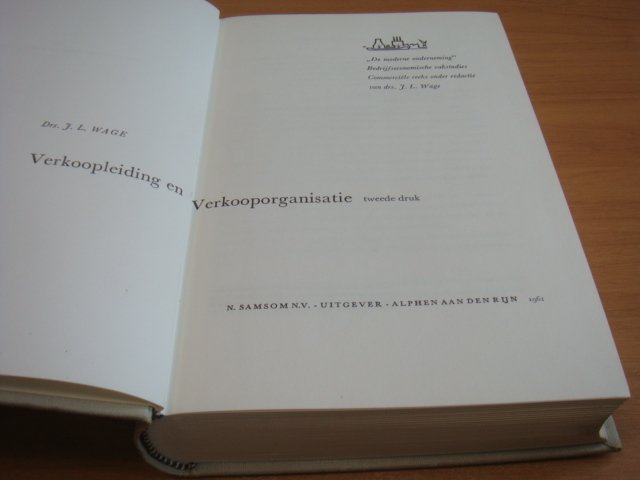 „De moderne onderneming"
Bedrijfseconomische vakstudies
Commerciële reeks onder redactie
van drs. J. L. Wage
Drs. J. L. WAGE
Verkoopleiding en Verkooporganisatie tweede druk
N. SAMSOM N.V. - UITGEVER - ALPHEN AAN DEN RIJN 1961